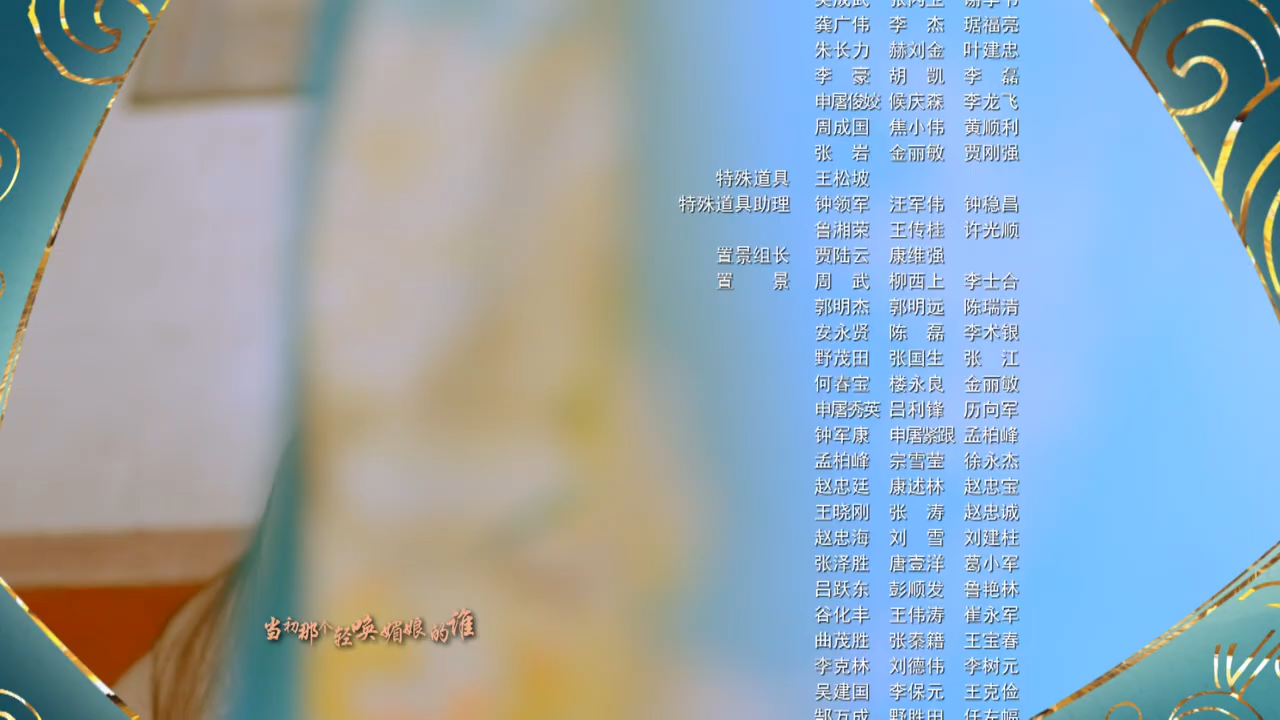 龚广伟 李 杰 琚福亮
朱长力 赫刘金 叶建忠
李 豪 胡 凯 李 磊
申屠俊姣 候庆森 李龙飞
周成国 焦小伟 黄顺利
张 岩 金丽敏 贾刚强
特殊道具 王松坡
特殊道具助理 钟领军 汪军伟 钟稳昌
鲁湘荣 王传桂 许光顺
置景组长 贾陆云 康维强
置 景 周 武 柳西上 李士合
郭明杰 郭明远 陈瑞清
安永贤 陈 磊 李术银
野茂田 张国生 张 江
何春宝 楼永良 金丽敏
申屠秀英 吕利锋 历向军
钟军康 申屠紧跟 孟柏峰
孟柏峰 宗雪莹 徐永杰
赵忠廷 康述林 赵忠宝
王晓刚 张 涛 赵忠诚
赵忠海 刘 雪 刘建柱
张泽胜 唐壹洋 葛小军
吕跃东 彭顺发 鲁艳林
谷化丰 王伟涛 崔永军
曲茂胜 张泰籍 王宝春
李克林 刘德伟 李树元
吴建国 李保元 王克俭
当初那个轻唤媚娘的谁